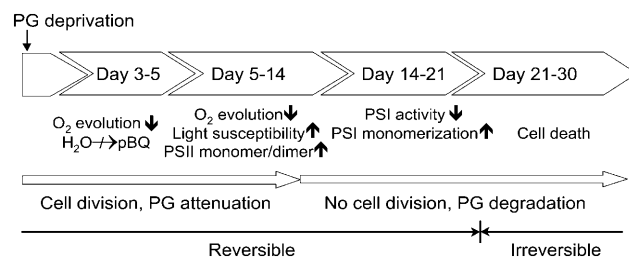 PG deprivation
Day 3-5
Day 5-14
Day 14-21
Day 21-30
O₂ evolution ↓
H₂O-/→pBQ
O₂ evolution ↓
Light susceptibility ↑
PSII monomer/dimer ↑
PSI activity ↓
PSI monomerization ↑
Cell death
Cell division, PG attenuation
No cell division, PG degradation
Reversible
Irreversible